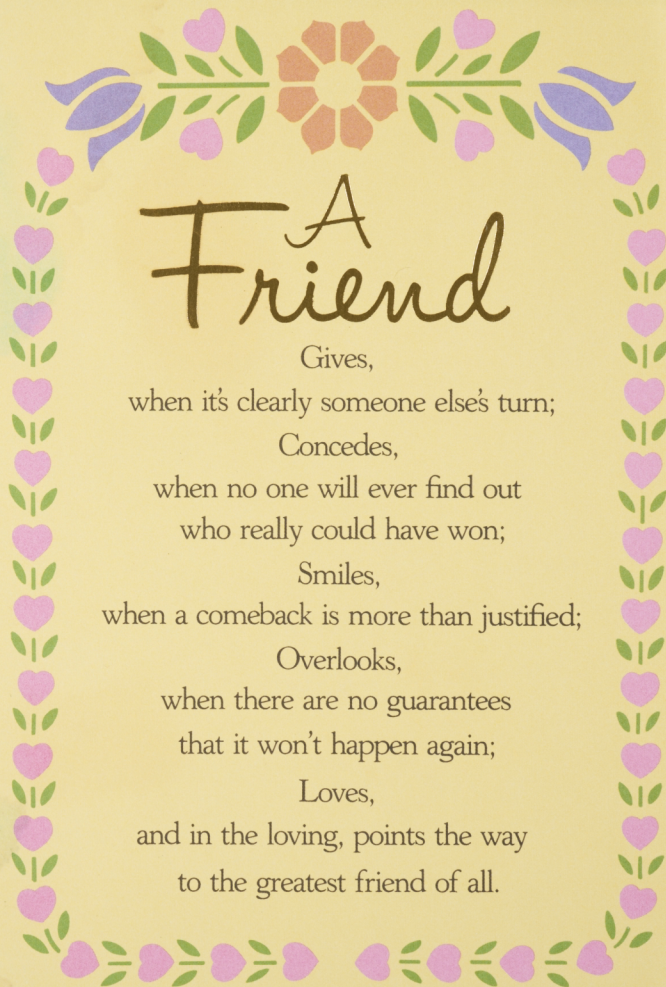 A
Friend
Gives,
when it's clearly someone else's turn;
Concedes,
when no one will ever find out
who really could have won;
Smiles,
when a comeback is more than justified;
Overlooks,
when there are no guarantees
that it won't happen again;
Loves,
and in the loving, points the way
to the greatest friend of all.